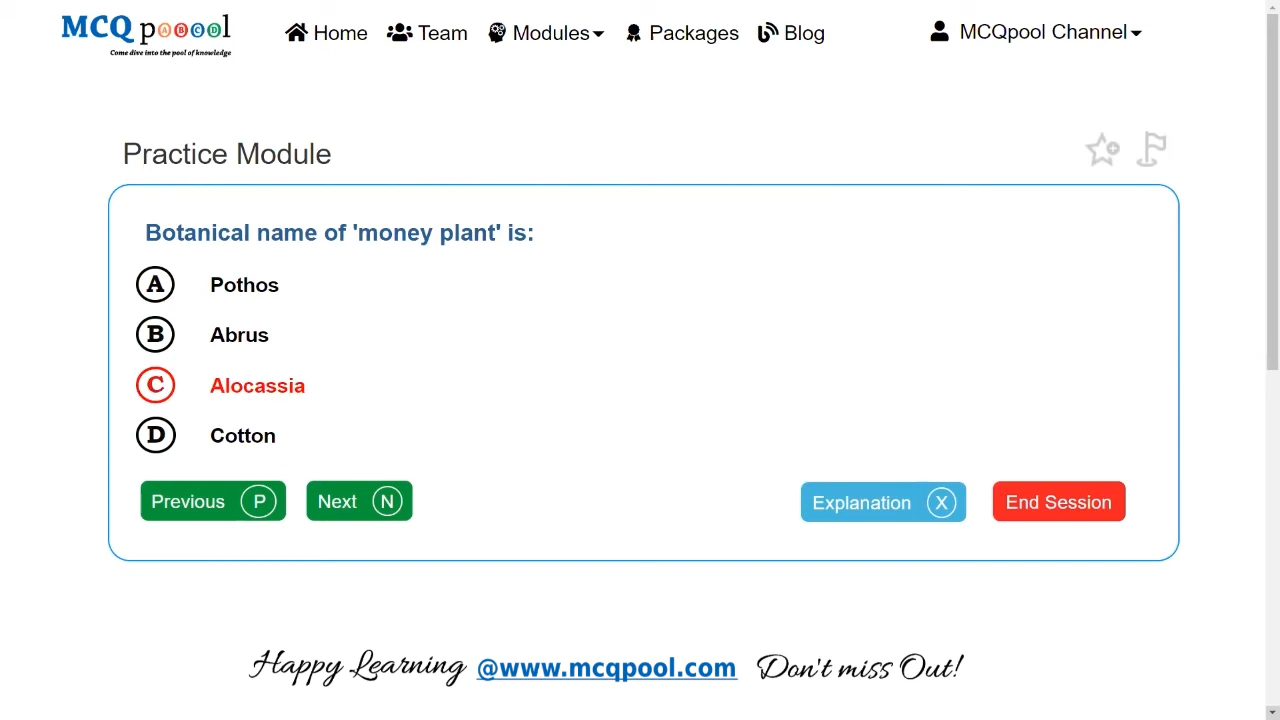 MCQ pooool
A B C D
Come dive into the pool of knowledge
Home Team Modules Packages Blog MCQpool Channel
Practice Module
Botanical name of 'money plant' is:
A Pothos
B Abrus
C Alocassia
D Cotton
Previous P Next N Explanation X End Session
Happy Learning @www.mcqpool.com Don't miss Out!